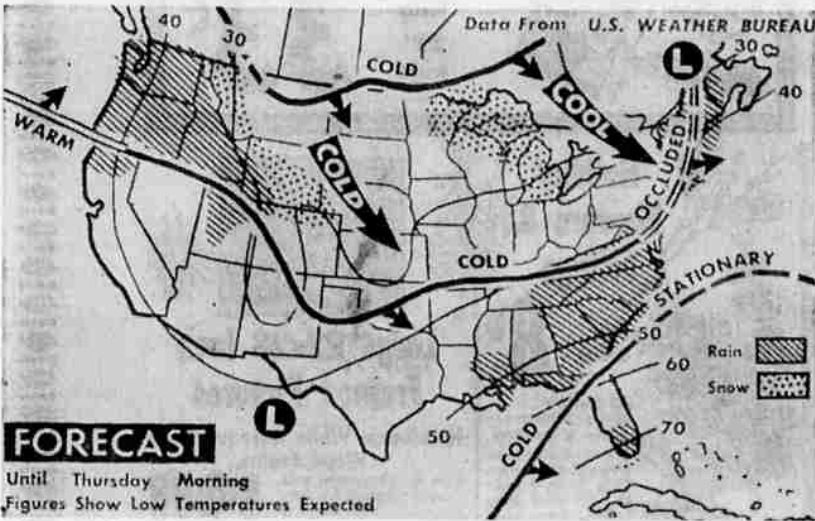 40
30
Data From U.S. WEATHER BUREAU
COLD
L
30
40
WARM
COLD
COOL
OCCLUDED
COLD
STATIONARY
50
Rain
Snow
60
L
50
COLD
70
FORECAST
Until Thursday Morning
Figures Show Low Temperatures Expected